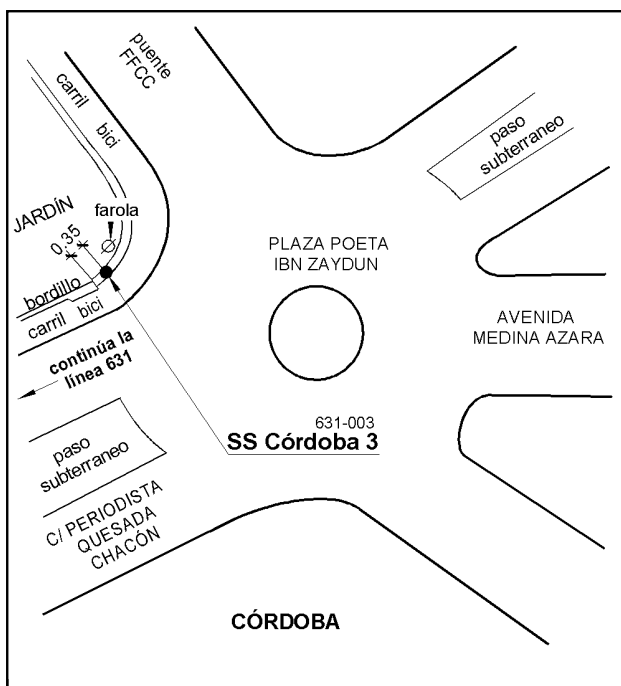 puente
FFCC
carril bici
paso
subterraneo
JARDÍN
farola
0.35
PLAZA POETA
IBN ZAYDUN
bordillo
carril bici
AVENIDA
MEDINA AZARA
continúa la
línea 631
631-003
SS Córdoba 3
paso
subterraneo
C/ PERIODISTA
QUESADA
CHACÓN
CÓRDOBA